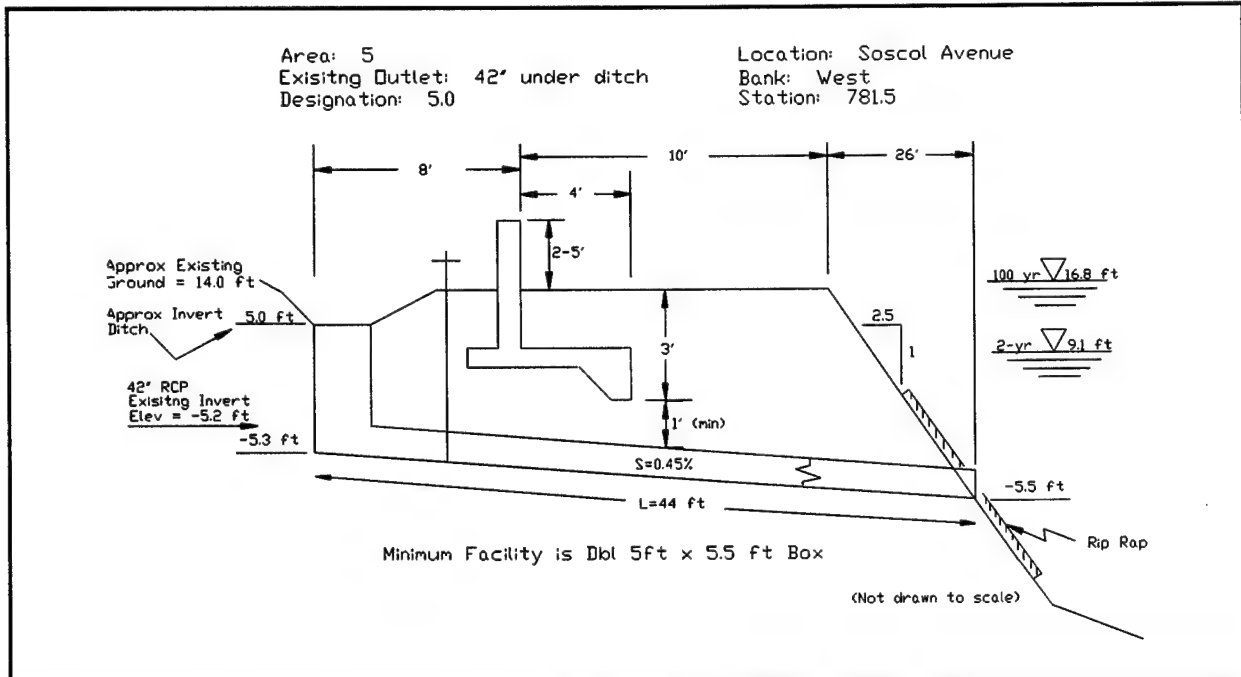 Area: 5
Exisitng Outlet: 42" under ditch
Designation: 5.0
Location: Soscol Avenue
Bank: West
Station: 781.5
8'
10'
26'
4'
2-5'
Approx Existing
Ground = 14.0 ft
Approx Invert
Ditch
5.0 ft
42" RCP
Exisitng Invert
Elev = -5.2 ft
-5.3 ft
3'
1' (min)
2.5
1
100 yr 16.8 ft
2-yr 9.1 ft
S=0.45%
L=44 ft
-5.5 ft
Rip Rap
Minimum Facility is Dbl 5ft x 5.5 ft Box
(Not drawn to scale)